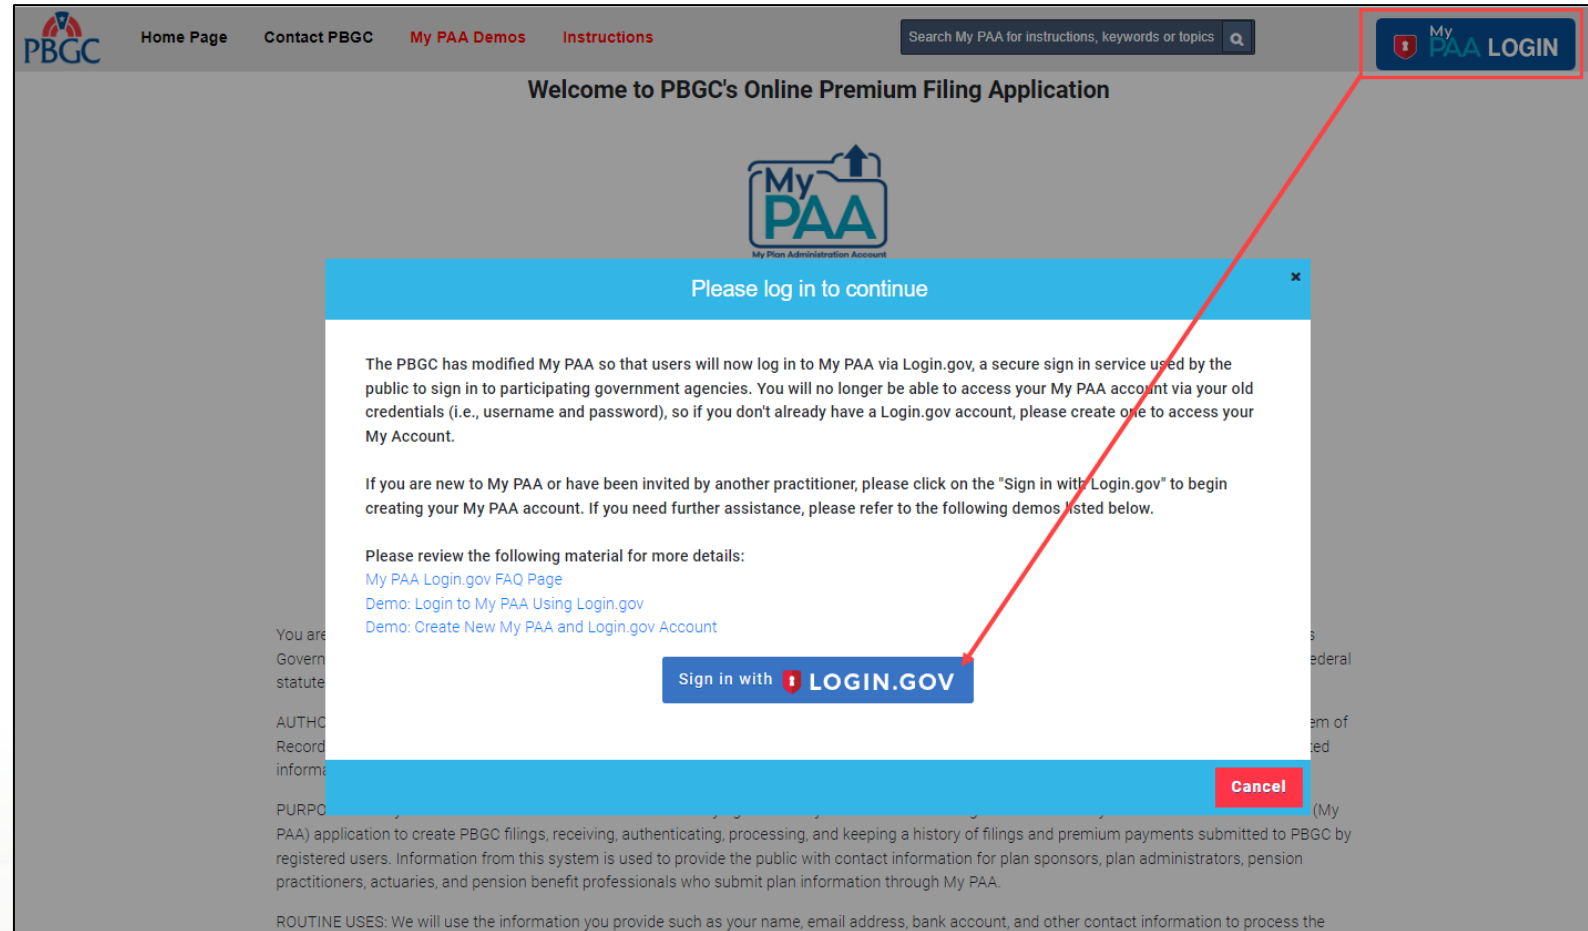 PBGC
Home Page Contact PBGC My PAA Demos Instructions
Search My PAA for instructions, keywords or topics
My PAA LOGIN
Welcome to PBGC's Online Premium Filing Application
My
PAA
My Plan Administration Account
Please log in to continue
×
The PBGC has modified My PAA so that users will now log in to My PAA via Login.gov, a secure sign in service used by the
public to sign in to participating government agencies. You will no longer be able to access your My PAA account via your old
credentials (i.e., username and password), so if you don't already have a Login.gov account, please create one to access your
My Account.
If you are new to My PAA or have been invited by another practitioner, please click on the "Sign in with Login.gov" to begin
creating your My PAA account. If you need further assistance, please refer to the following demos listed below.
Please review the following material for more details:
My PAA Login.gov FAQ Page
Demo: Login to My PAA Using Login.gov
Demo: Create New My PAA and Login.gov Account
Sign in with LOGIN.GOV
Cancel
You are
Govern
statute
AUTHO
Record
informa
PURPO (My
PAA) application to create PBGC filings, receiving, authenticating, processing, and keeping a history of filings and premium payments submitted to PBGC by
registered users. Information from this system is used to provide the public with contact information for plan sponsors, plan administrators, pension
practitioners, actuaries, and pension benefit professionals who submit plan information through My PAA.
ROUTINE USES: We will use the information you provide such as your name, email address, bank account, and other contact information to process the